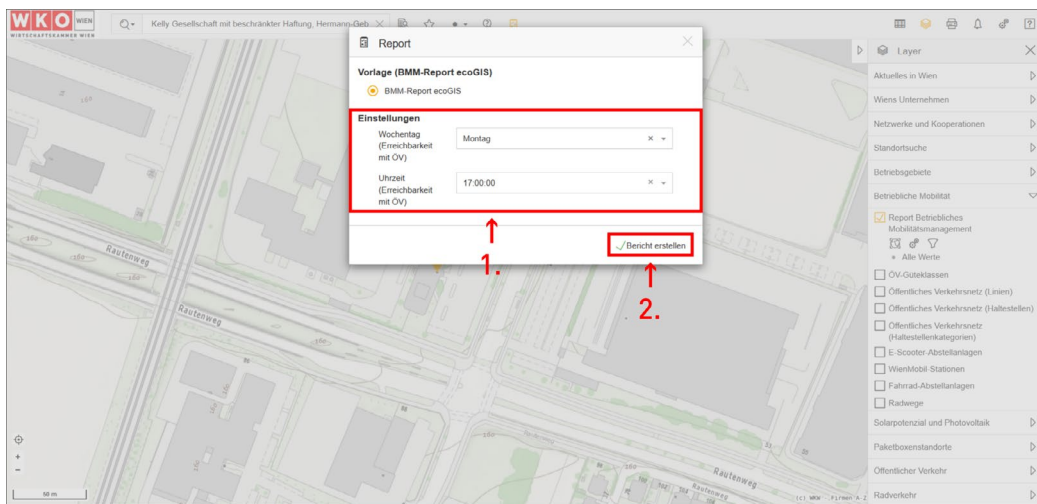 WKO WIEN
WIRTSCHAFTSKAMMER WIEN
Kelly Gesellschaft mit beschränkter Haftung, Hermann-Geb
Report
Vorlage (BMM-Report ecoGIS)
BMM-Report ecoGIS
Einstellungen
Wochentag
(Erreichbarkeit
mit ÖV)
Montag
Uhrzeit
(Erreichbarkeit
mit ÖV)
17:00:00
Bericht erstellen
1.
2.
Layer
Aktuelles in Wien
Wiens Unternehmen
Netzwerke und Kooperationen
Standortsuche
Betriebsgebiete
Betriebliche Mobilität
Report Betriebliches
Mobilitätsmanagement
Alle Werte
ÖV-Güteklassen
Öffentliches Verkehrsnetz (Linien)
Öffentliches Verkehrsnetz (Haltestellen)
Öffentliches Verkehrsnetz
(Haltestellenkategorien)
E-Scooter-Abstellanlagen
WienMobil-Stationen
Fahrrad-Abstellanlagen
Radwege
Solarpotenzial und Photovoltaik
Paketboxenstandorte
Öffentlicher Verkehr
Radverkehr
Rautenweg
Rautenweg
Rautenweg
Rautenweg
50 m